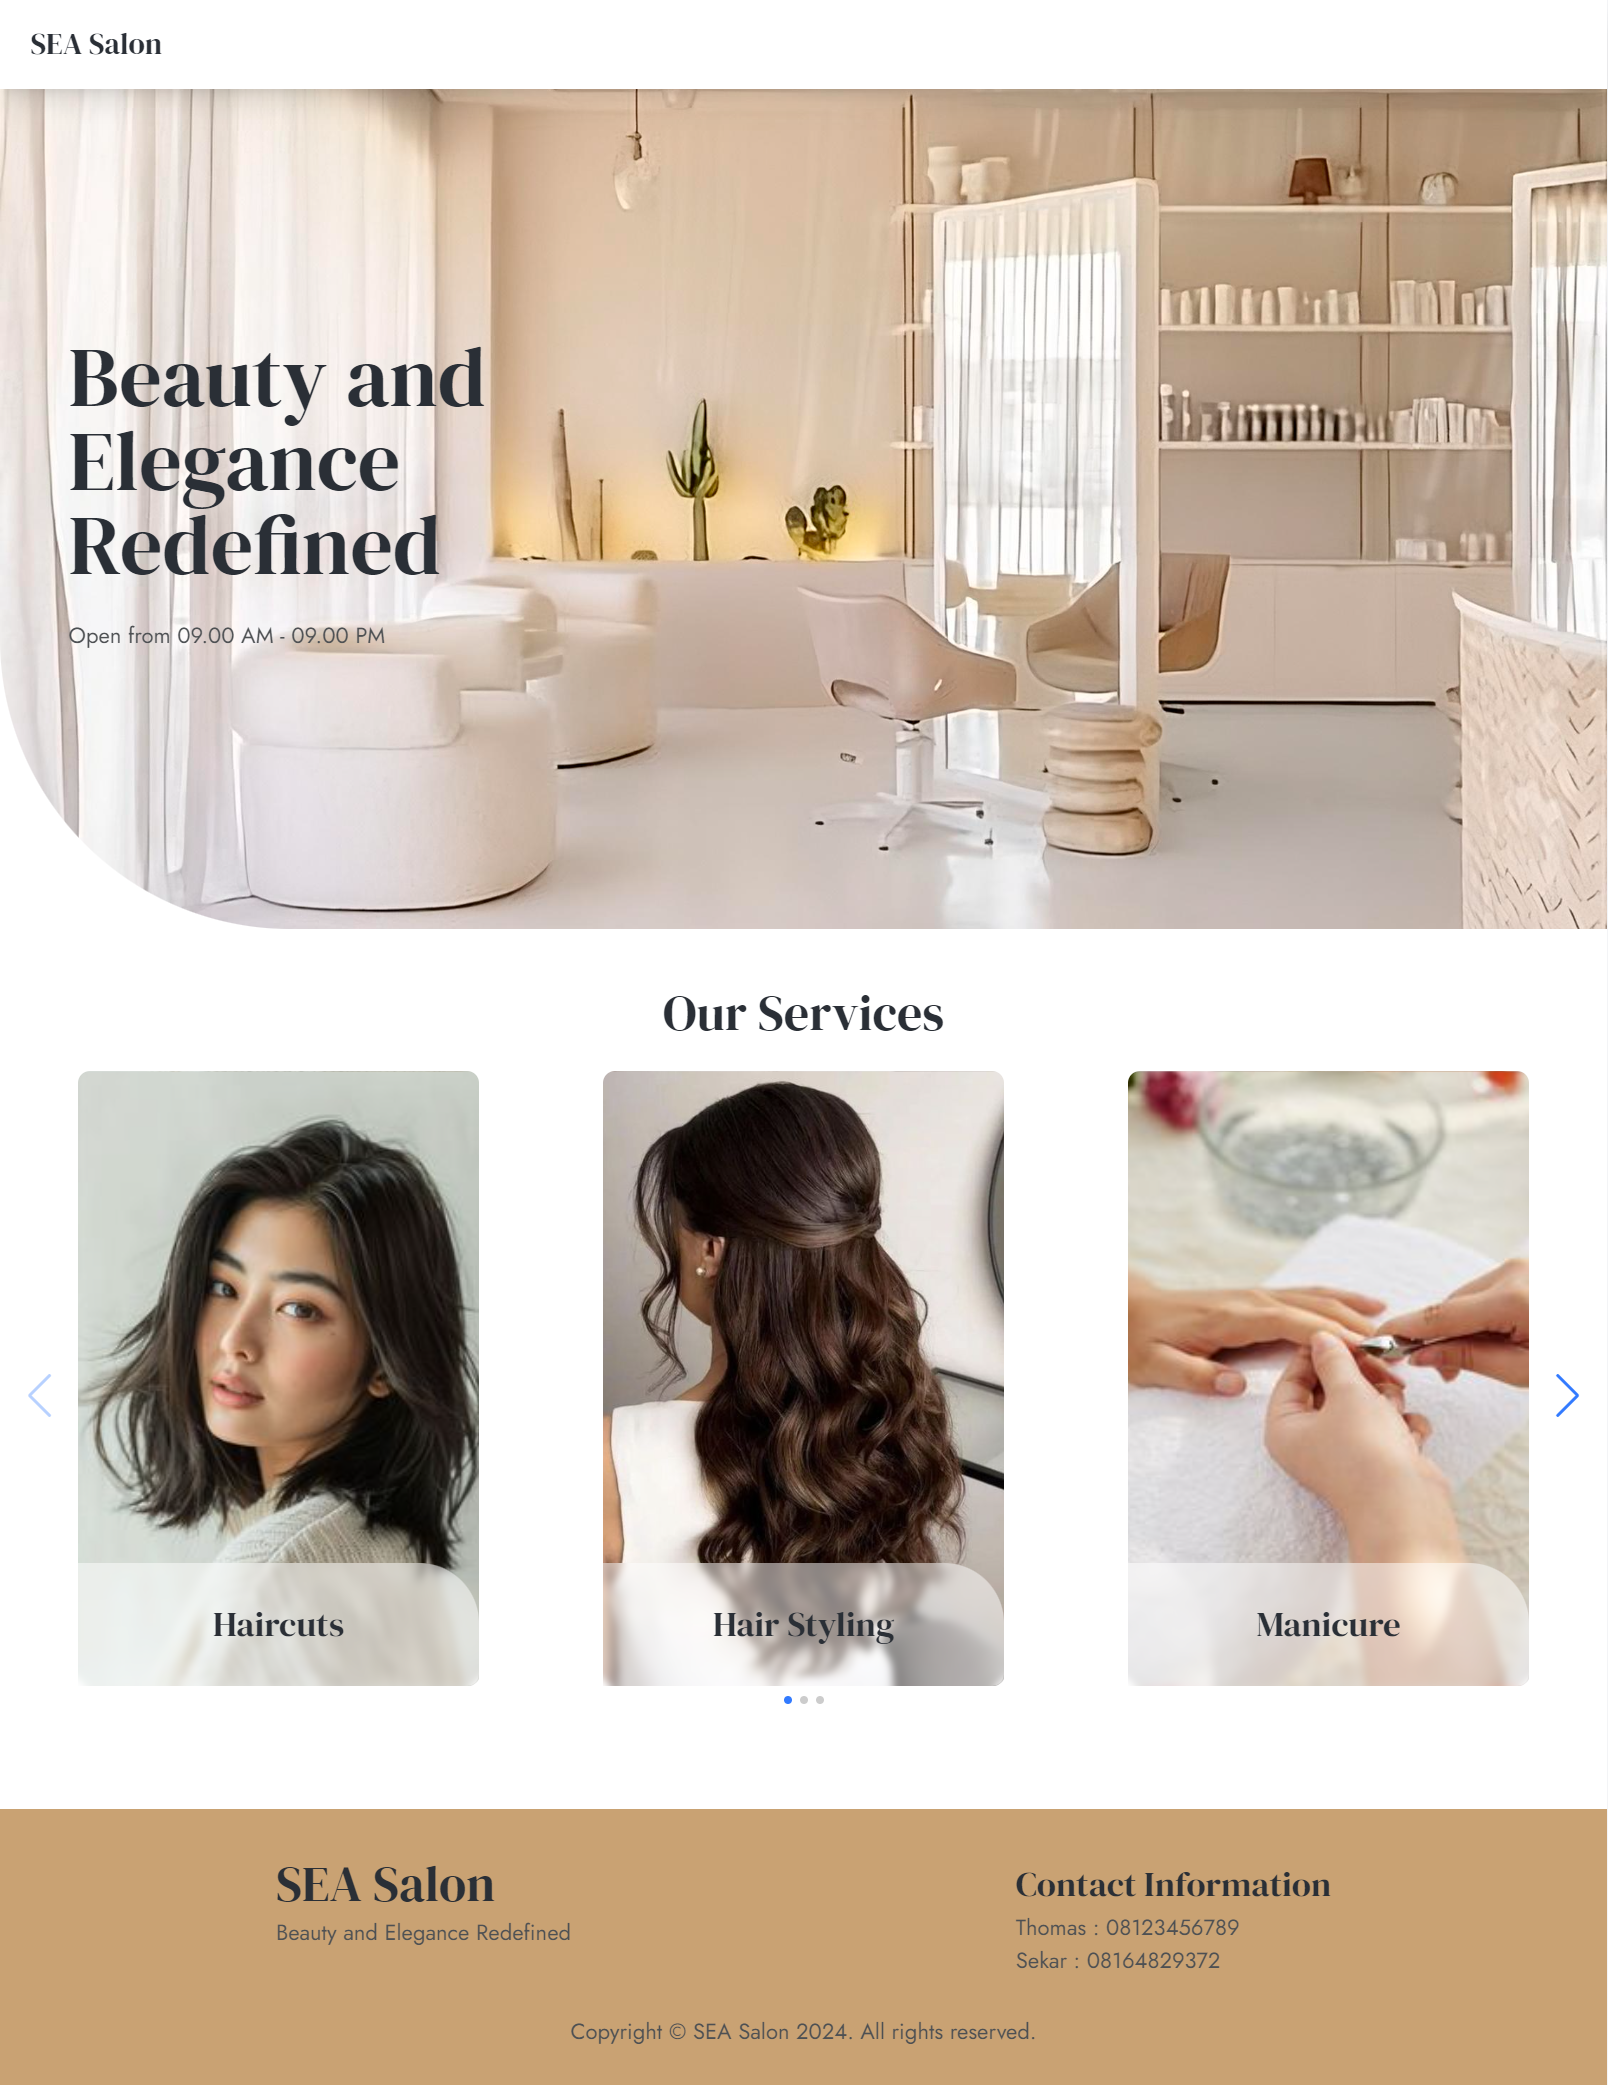 SEA Salon
Beauty and
Elegance
Redefined
Open from 09.00 AM - 09.00 PM
Our Services
Haircuts
Hair Styling
Manicure
SEA Salon
Beauty and Elegance Redefined
Contact Information
Thomas : 08123456789
Sekar : 08164829372
Copyright © SEA Salon 2024. All rights reserved.